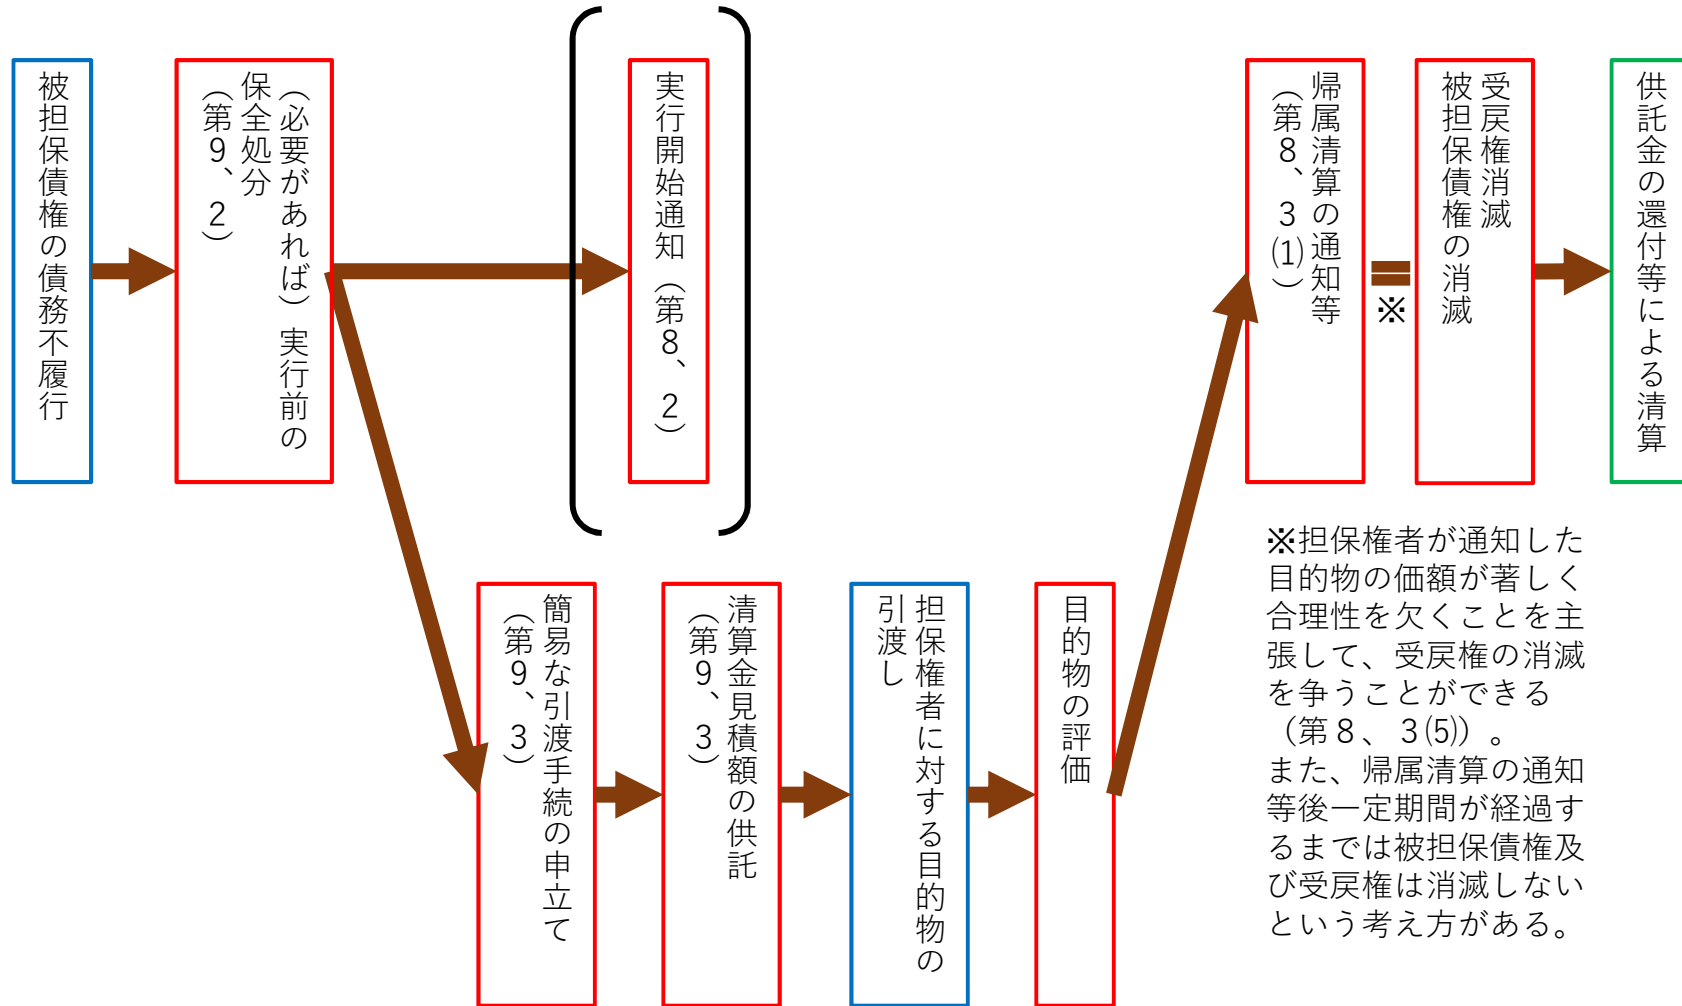 被担保債権の債務不履行
（必要があれば）実行前の
保全処分
（第９、２）
実行開始通知（第８、２）
簡易な引渡手続の申立て
（第９、３）
清算金見積額の供託
（第９、３）
担保権者に対する目的物の
引渡し
目的物の評価
帰属清算の通知等
（第８、３⑴）
※
受戻権消滅
被担保債権の消滅
供託金の還付等による清算
※担保権者が通知した
目的物の価額が著しく
合理性を欠くことを主
張して、受戻権の消滅
を争うことができる
（第８、３⑸）。
また、帰属清算の通知
等後一定期間が経過す
るまでは被担保債権及
び受戻権は消滅しない
という考え方がある。